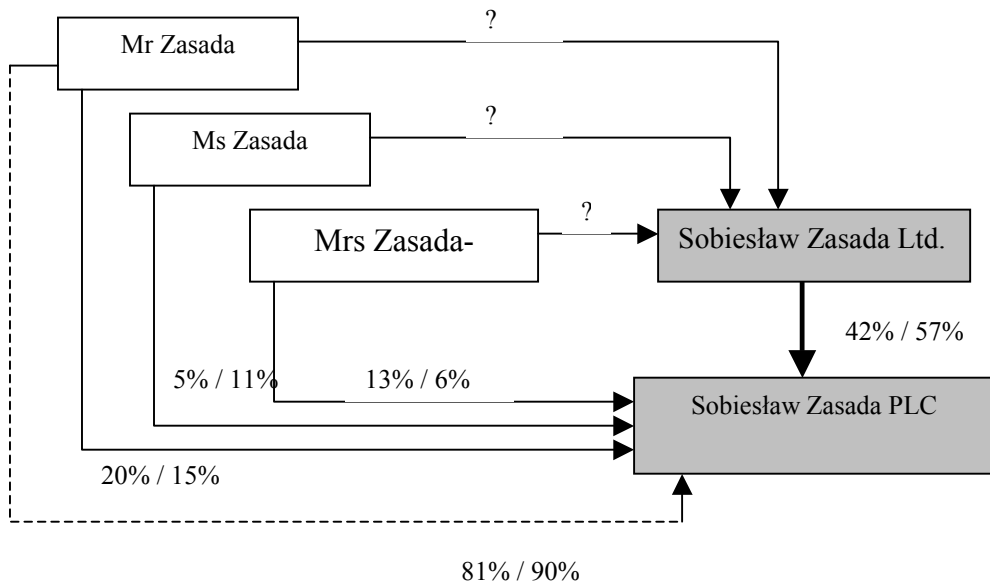 ?
Mr Zasada
?
Ms Zasada
?
Mrs Zasada-
Sobiesław Zasada Ltd.
42% / 57%
5% / 11%
13% / 6%
Sobiesław Zasada PLC
20% / 15%
81% / 90%